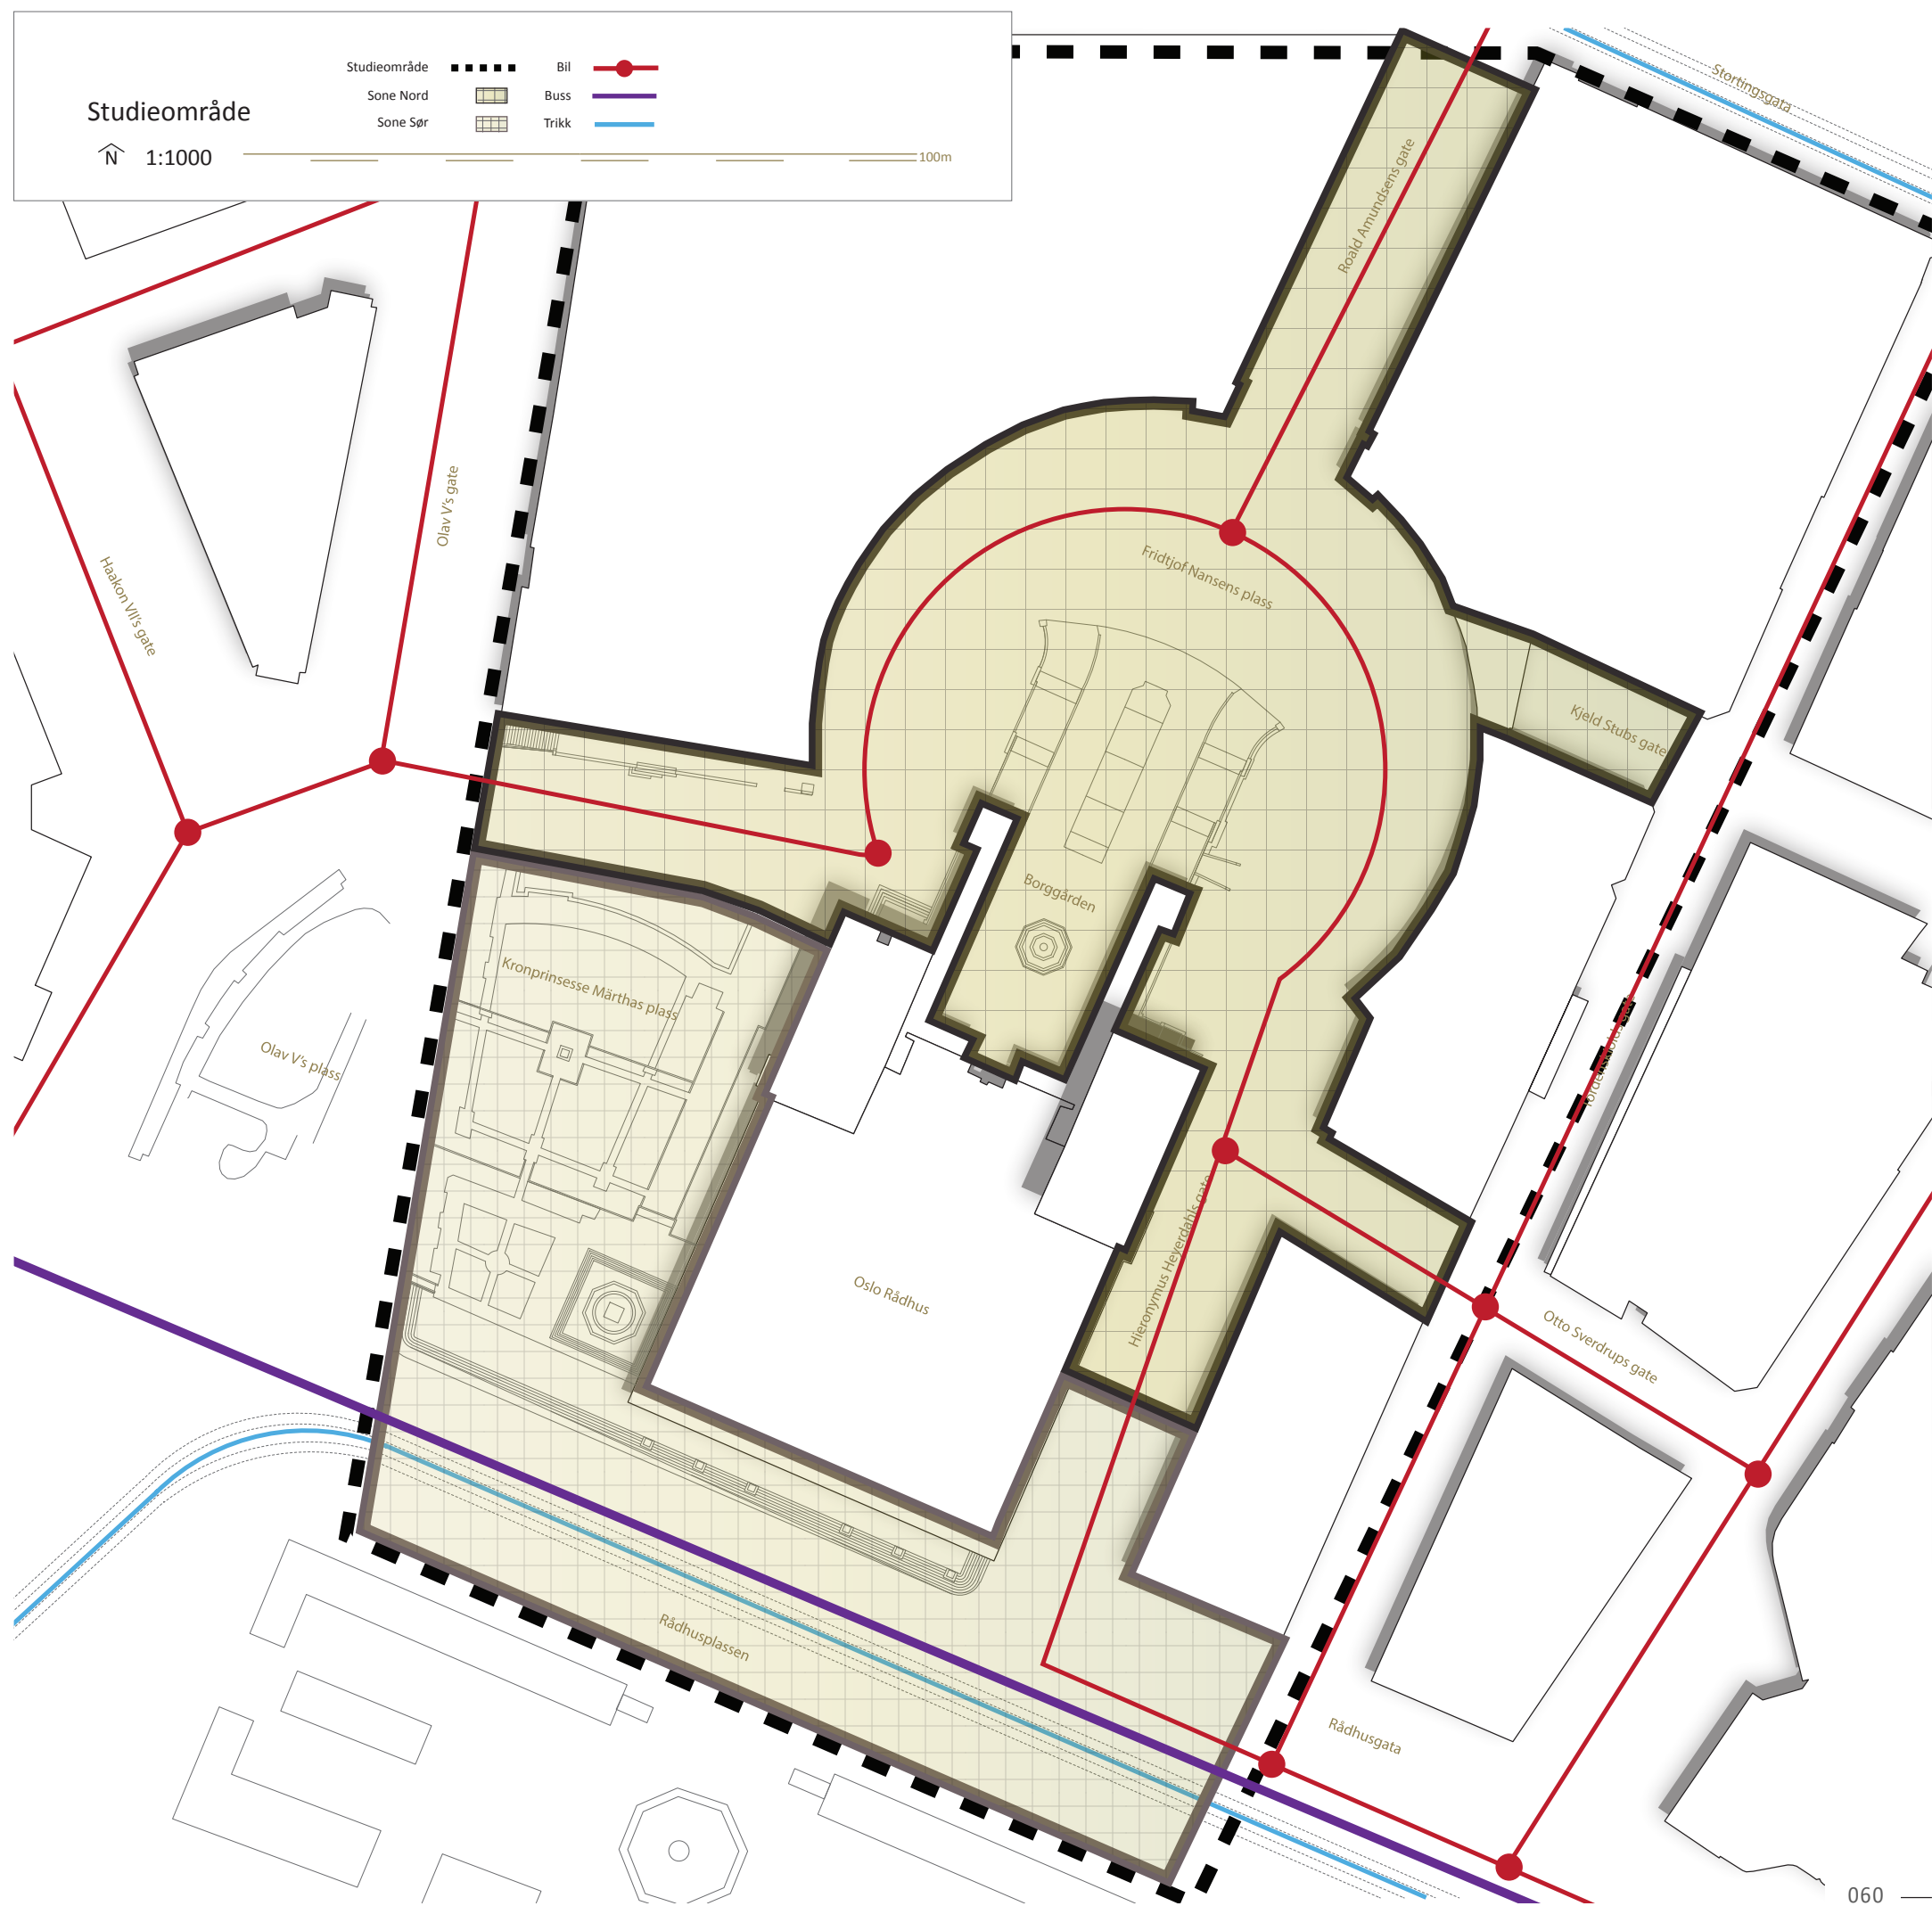 Studieområde
N 1:1000
Studieområde
Sone Nord
Sone Sør
Bil
Buss
Trikk
100m
Stortingsgata
Roald Amundsens gate
Olav V's gate
Haakon VII's gate
Fridtjof Nansens plass
Kjeld Stubs gate
Borggården
Kronprinsesse Märthas plass
Olav V's plass
Hieronymus Heyerdahls gate
Oslo Rådhus
Otto Sverdrups gate
Rådhusplassen
Rådhusgata
060